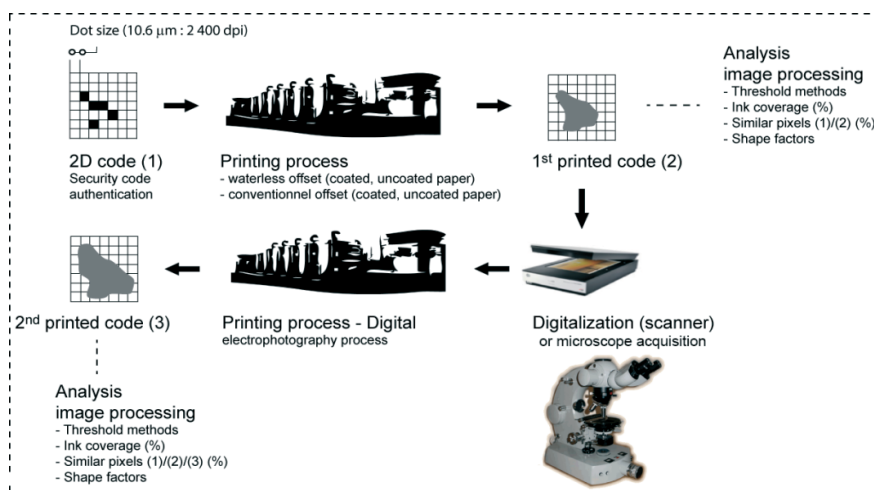 Dot size (10.6 µm : 2 400 dpi)
2D code (1)
Security code
authentication
Printing process
- waterless offset (coated, uncoated paper)
- conventionnel offset (coated, uncoated paper)
1st printed code (2)
Analysis
image processing
- Threshold methods
- Ink coverage (%)
- Similar pixels (1)/(2) (%)
- Shape factors
Digitalization (scanner)
or microscope acquisition
Printing process - Digital
electrophotography process
2nd printed code (3)
Analysis
image processing
- Threshold methods
- Ink coverage (%)
- Similar pixels (1)/(2)/(3) (%)
- Shape factors